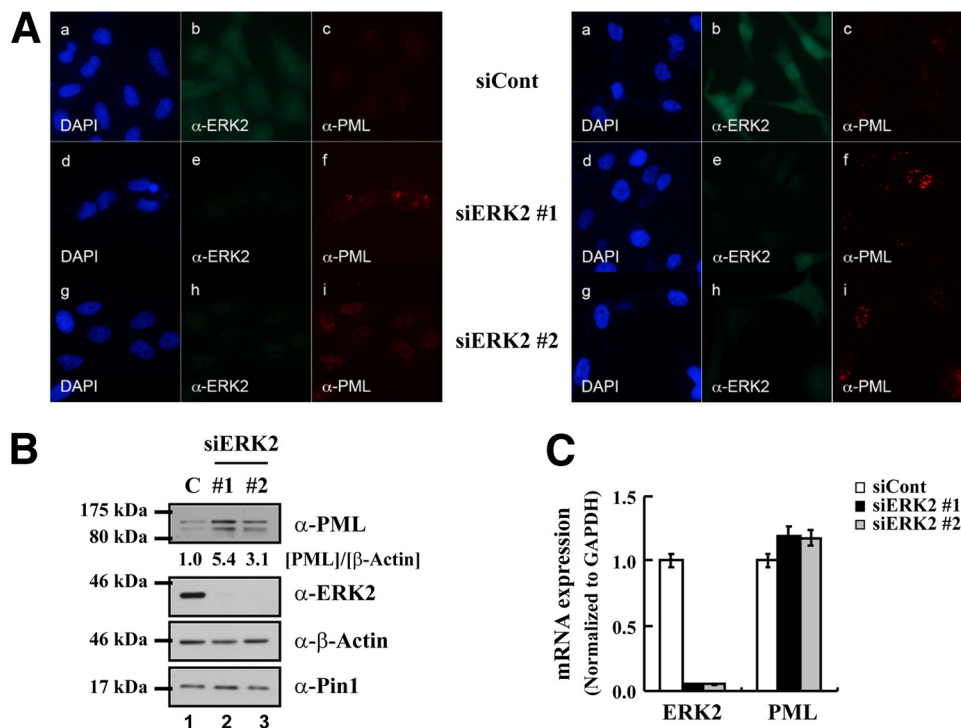 A
a b c
DAPI α-ERK2 α-PML
d e f
DAPI α-ERK2 α-PML
g h i
DAPI α-ERK2 α-PML
siCont
siERK2 #1
siERK2 #2
a b c
DAPI α-ERK2 α-PML
d e f
DAPI α-ERK2 α-PML
g h i
DAPI α-ERK2 α-PML
B
siERK2
C #1 #2
175 kDa
80 kDa
α-PML
1.0 5.4 3.1 [PML]/[β-Actin]
46 kDa
α-ERK2
46 kDa
α-β-Actin
17 kDa
α-Pin1
1 2 3
C
siCont
siERK2 #1
siERK2 #2
mRNA expression
(Normalized to GAPDH)
1.5
1.0
0.5
0.0
ERK2 PML